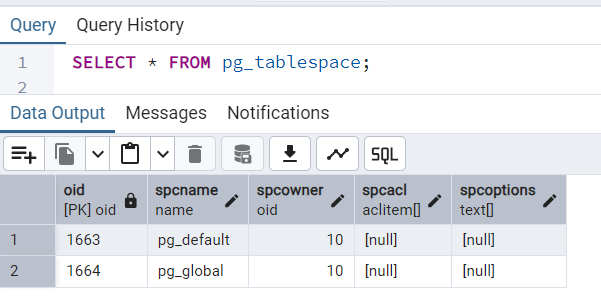 Query Query History
1 SELECT * FROM pg_tablespace;
2
Data Output Messages Notifications
SQL
oid spcname spcowner spcacl spcoptions
[PK] oid name oid aclitem[] text[]
1 1663 pg_default 10 [null] [null]
2 1664 pg_global 10 [null] [null]